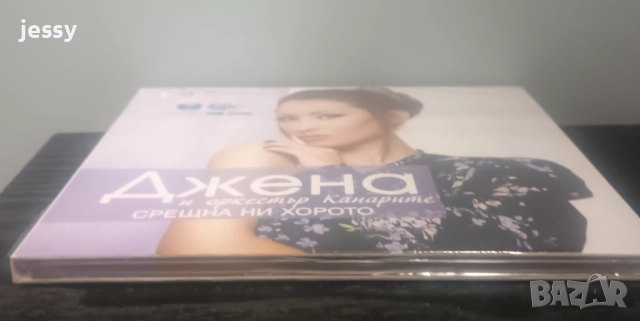 jessy
Джена
и оркестър Канарите
СРЕЩНА НИ ХОРОТО
BAZAR